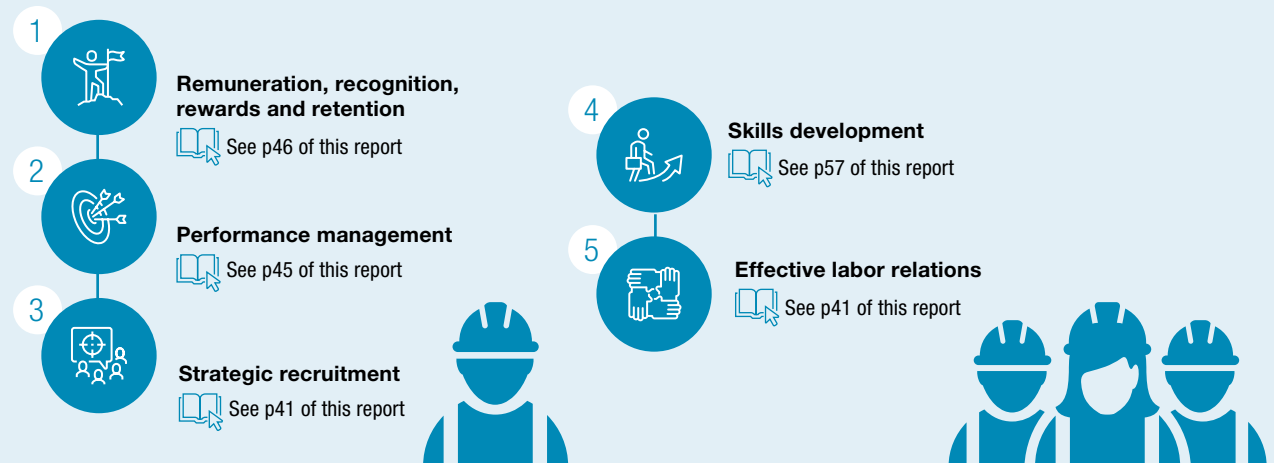 1
Remuneration, recognition,
rewards and retention
See p46 of this report
2
Performance management
See p45 of this report
3
Strategic recruitment
See p41 of this report
4
Skills development
See p57 of this report
5
Effective labor relations
See p41 of this report